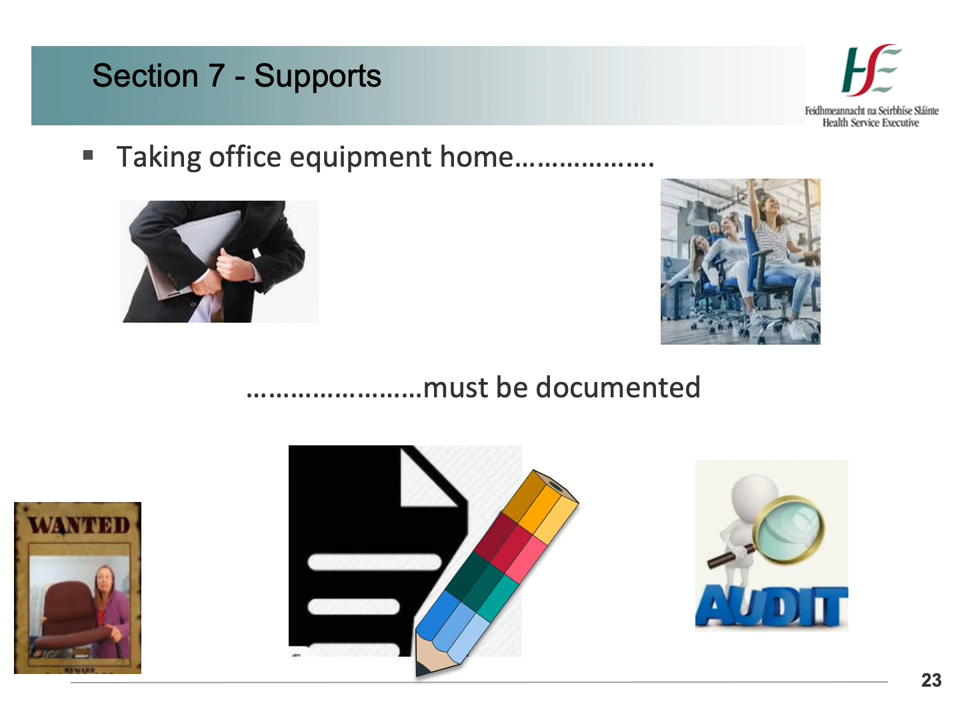 Section 7 - Supports
Feidhmeannacht na Seirbhíse Sláinte
Health Service Executive
▪ Taking office equipment home……………….
……………………must be documented
WANTED
REWARD
AUDIT
23